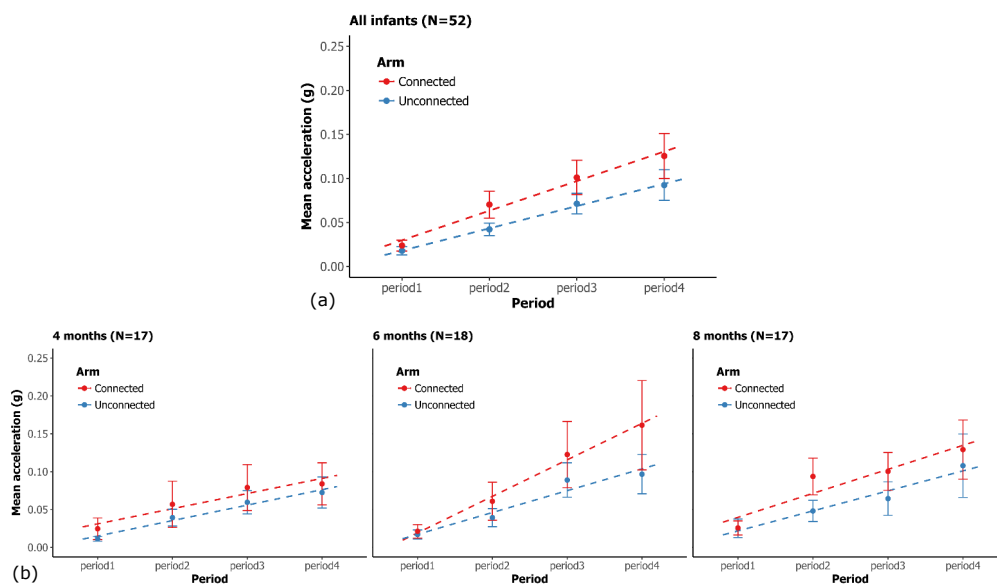 All infants (N=52)
Mean acceleration (g)
0.25
0.20
0.15
0.10
0.05
0.00
Arm
Connected
Unconnected
period1 period2 period3 period4
Period
(a)
4 months (N=17) 6 months (N=18) 8 months (N=17)
Mean acceleration (g)
0.25
0.20
0.15
0.10
0.05
0.00
Arm
Connected
Unconnected
Arm
Connected
Unconnected
Arm
Connected
Unconnected
period1 period2 period3 period4 period1 period2 period3 period4 period1 period2 period3 period4
Period Period Period
(b)